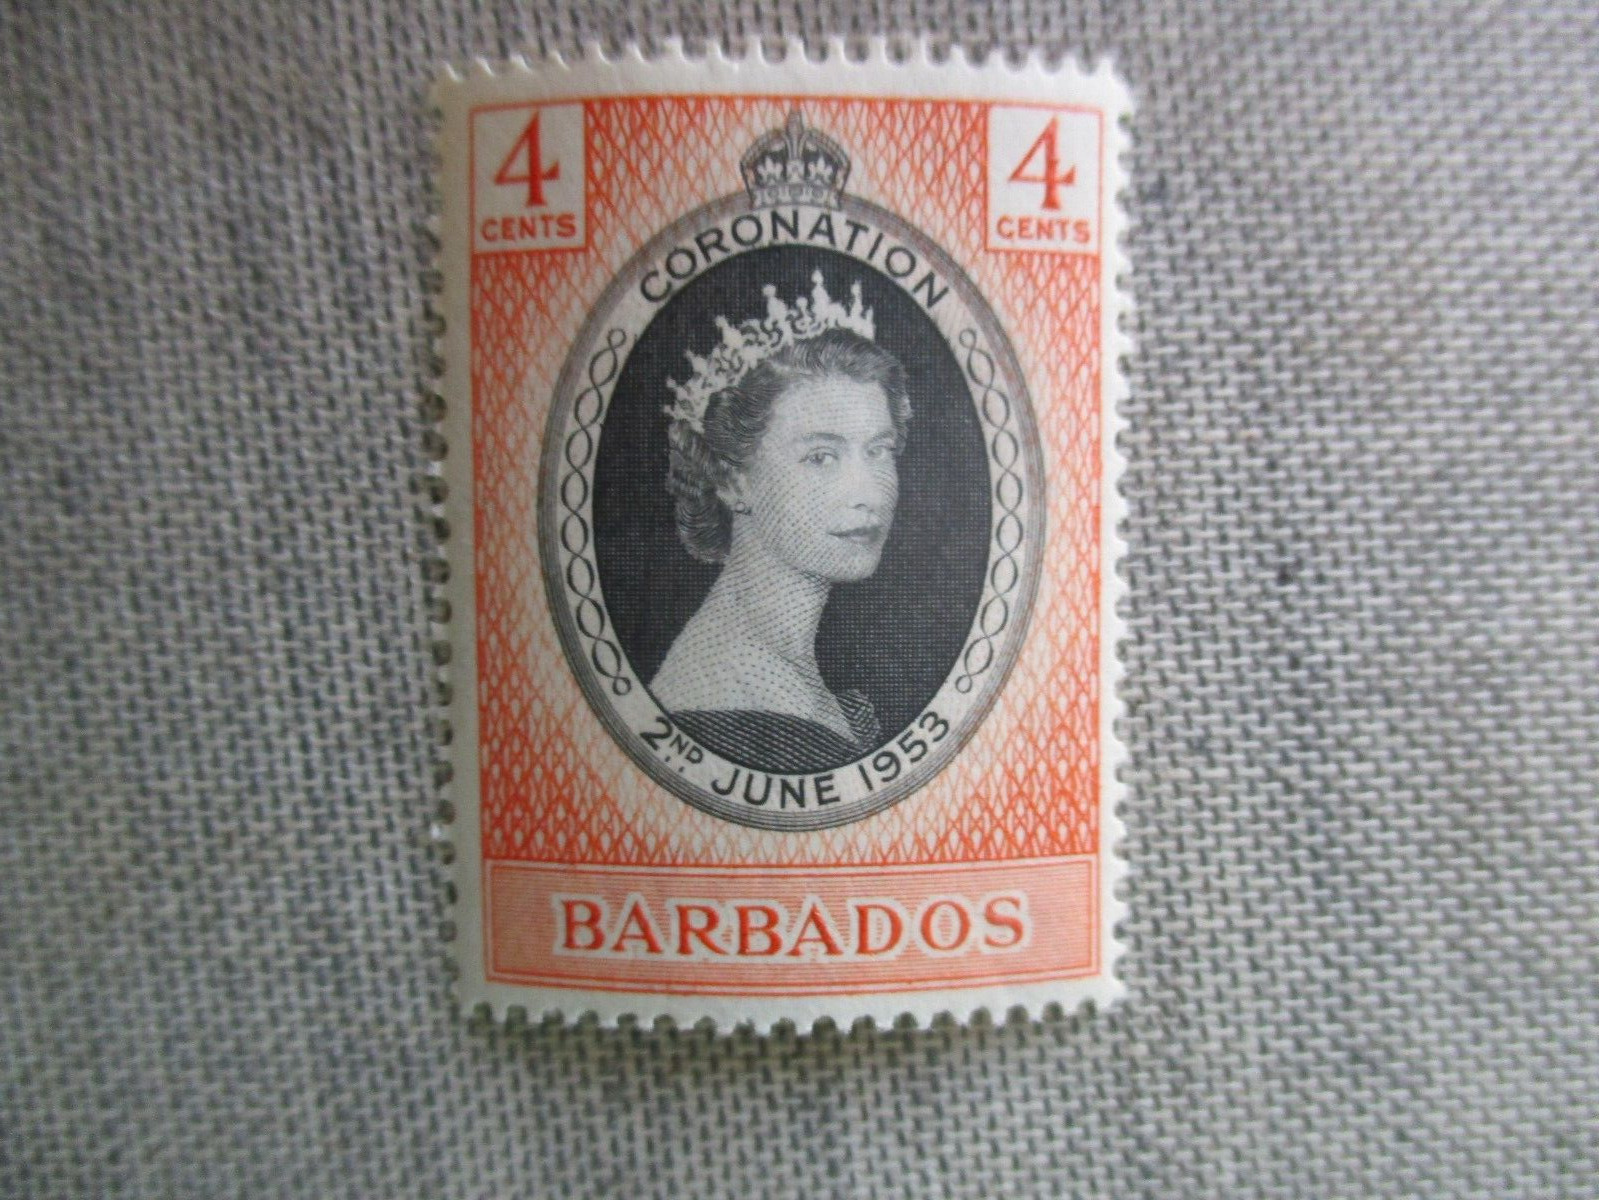 4 4
CENTS CENTS
CORONATION
2ND JUNE 1953
BARBADOS